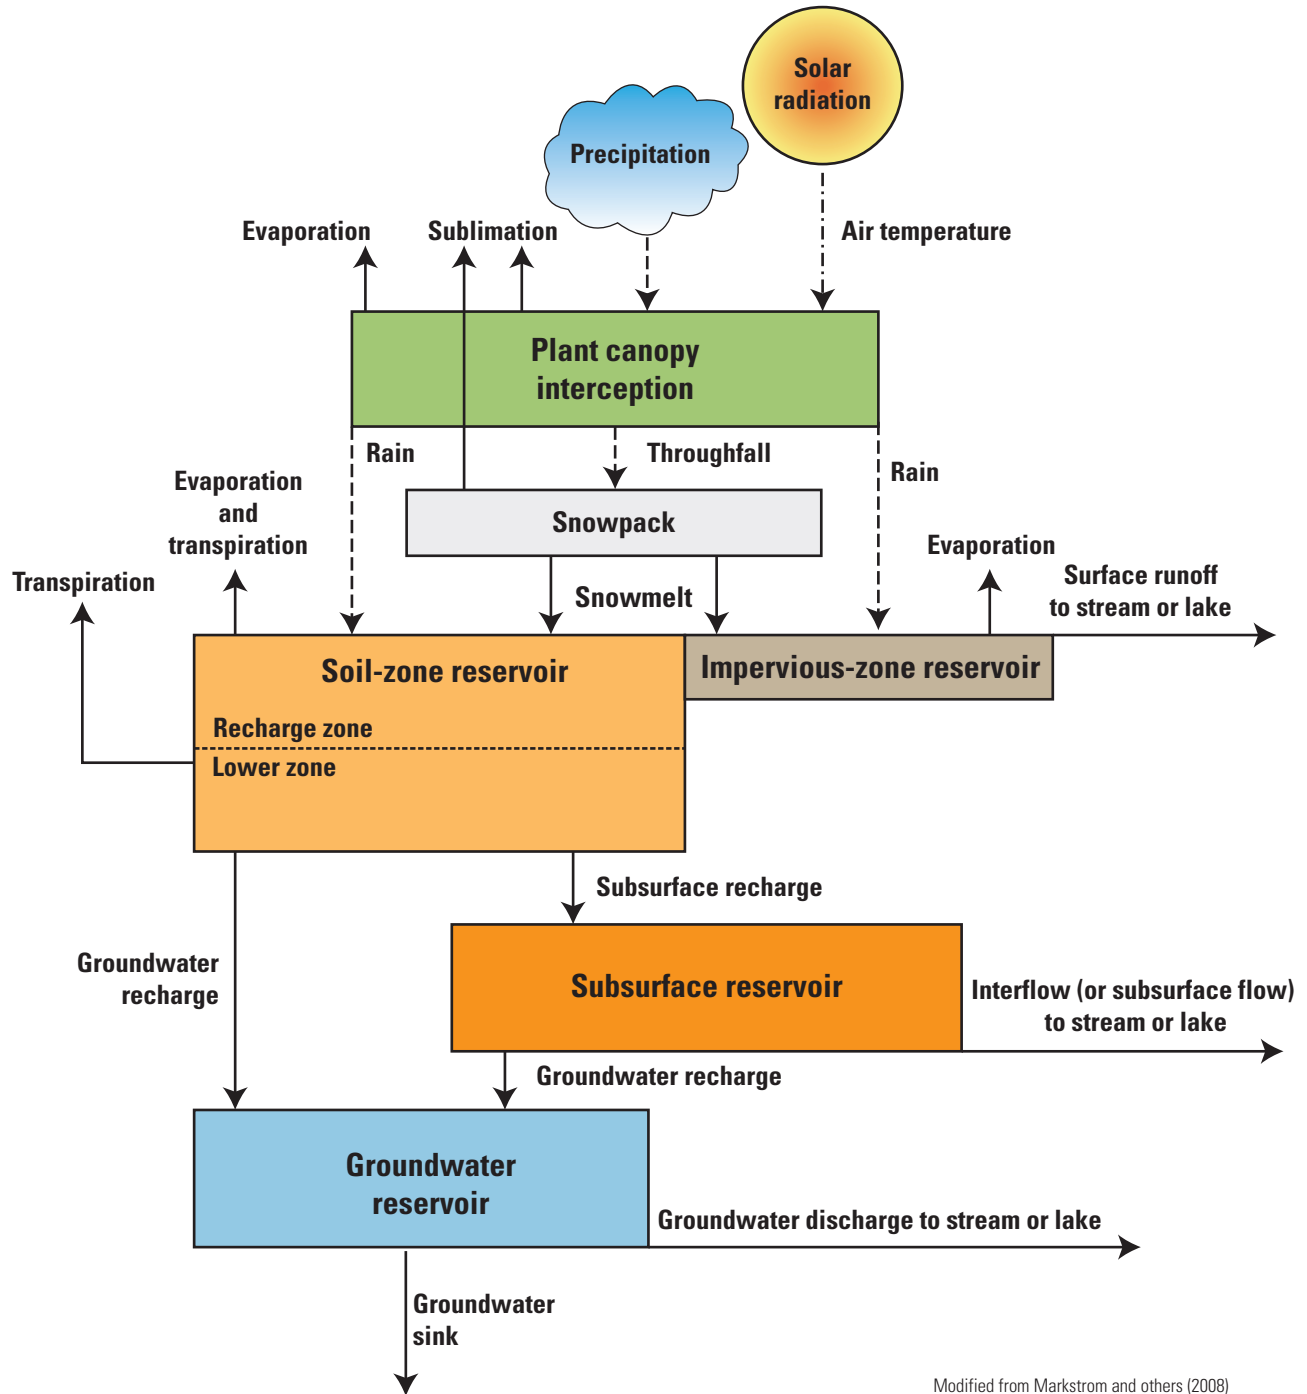 Solar
radiation
Precipitation
Evaporation
Sublimation
Air temperature
Plant canopy
interception
Rain
Throughfall
Rain
Evaporation
and
transpiration
Snowpack
Evaporation
Transpiration
Snowmelt
Surface runoff
to stream or lake
Soil-zone reservoir
Impervious-zone reservoir
Recharge zone
Lower zone
Subsurface recharge
Groundwater
recharge
Subsurface reservoir
Interflow (or subsurface flow)
to stream or lake
Groundwater recharge
Groundwater
reservoir
Groundwater discharge to stream or lake
Groundwater
sink
Modified from Markstrom and others (2008)